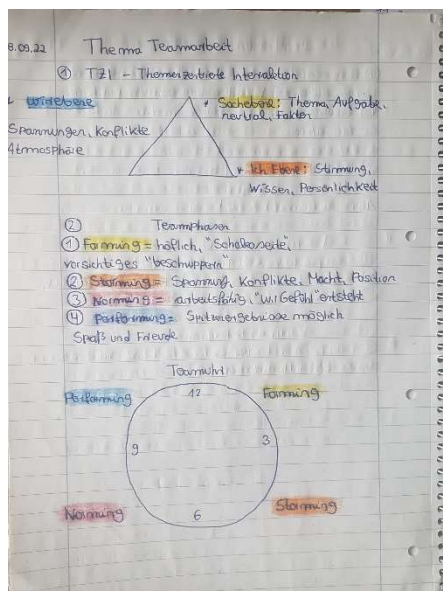 8.09.22 Thema Teamarbeit
① TZI - Themenzentrierte Interaktion
Wirebene
Sachebene: Thema, Aufgabe,
neutral, Fakten
Spannungen, Konflikte
Atmosphäre
Ich Ebene: Stimmung,
Wissen, Persönlichkeit
② Teamphasen
① Forming = höflich, "Schokoseite",
vorsichtiges "beschnuppern"
② Storming = Spannung, Konflikte, Macht, Position
③ Norming = arbeitsfähig, "Wir Gefühl" entsteht
④ Performing = Spitzenergebnisse möglich
Spaß und Freude
Teamuhr
Performing 12 Forming
9 3
Norming 6 Storming